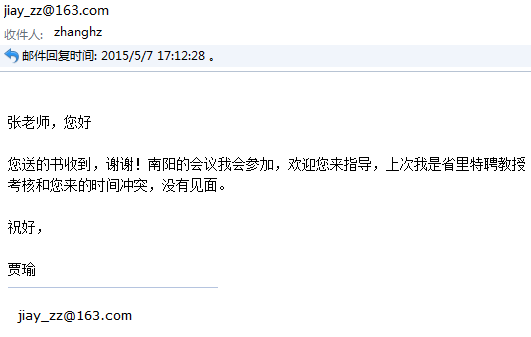 jiay_zz@163.com
收件人: zhanghz
邮件回复时间: 2015/5/7 17:12:28 。
张老师，您好
您送的书收到，谢谢！南阳的会议我会参加，欢迎您来指导，上次我是省里特聘教授
考核和您来的时间冲突，没有见面。
祝好，
贾瑜
jiay_zz@163.com